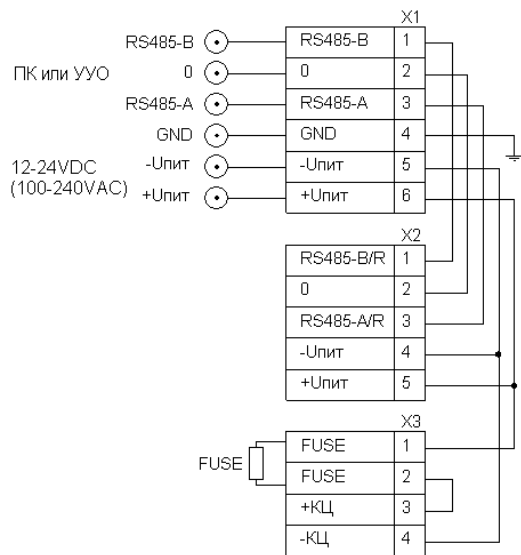 X1
RS485-B RS485-B 1
ПК или УУО 0 0 2
RS485-A RS485-A 3
GND GND 4
12-24VDC -Uпит -Uпит 5
(100-240VAC) +Uпит +Uпит 6
X2
RS485-B/R 1
0 2
RS485-A/R 3
-Uпит 4
+Uпит 5
X3
FUSE 1
FUSE FUSE 2
+КЦ 3
-КЦ 4